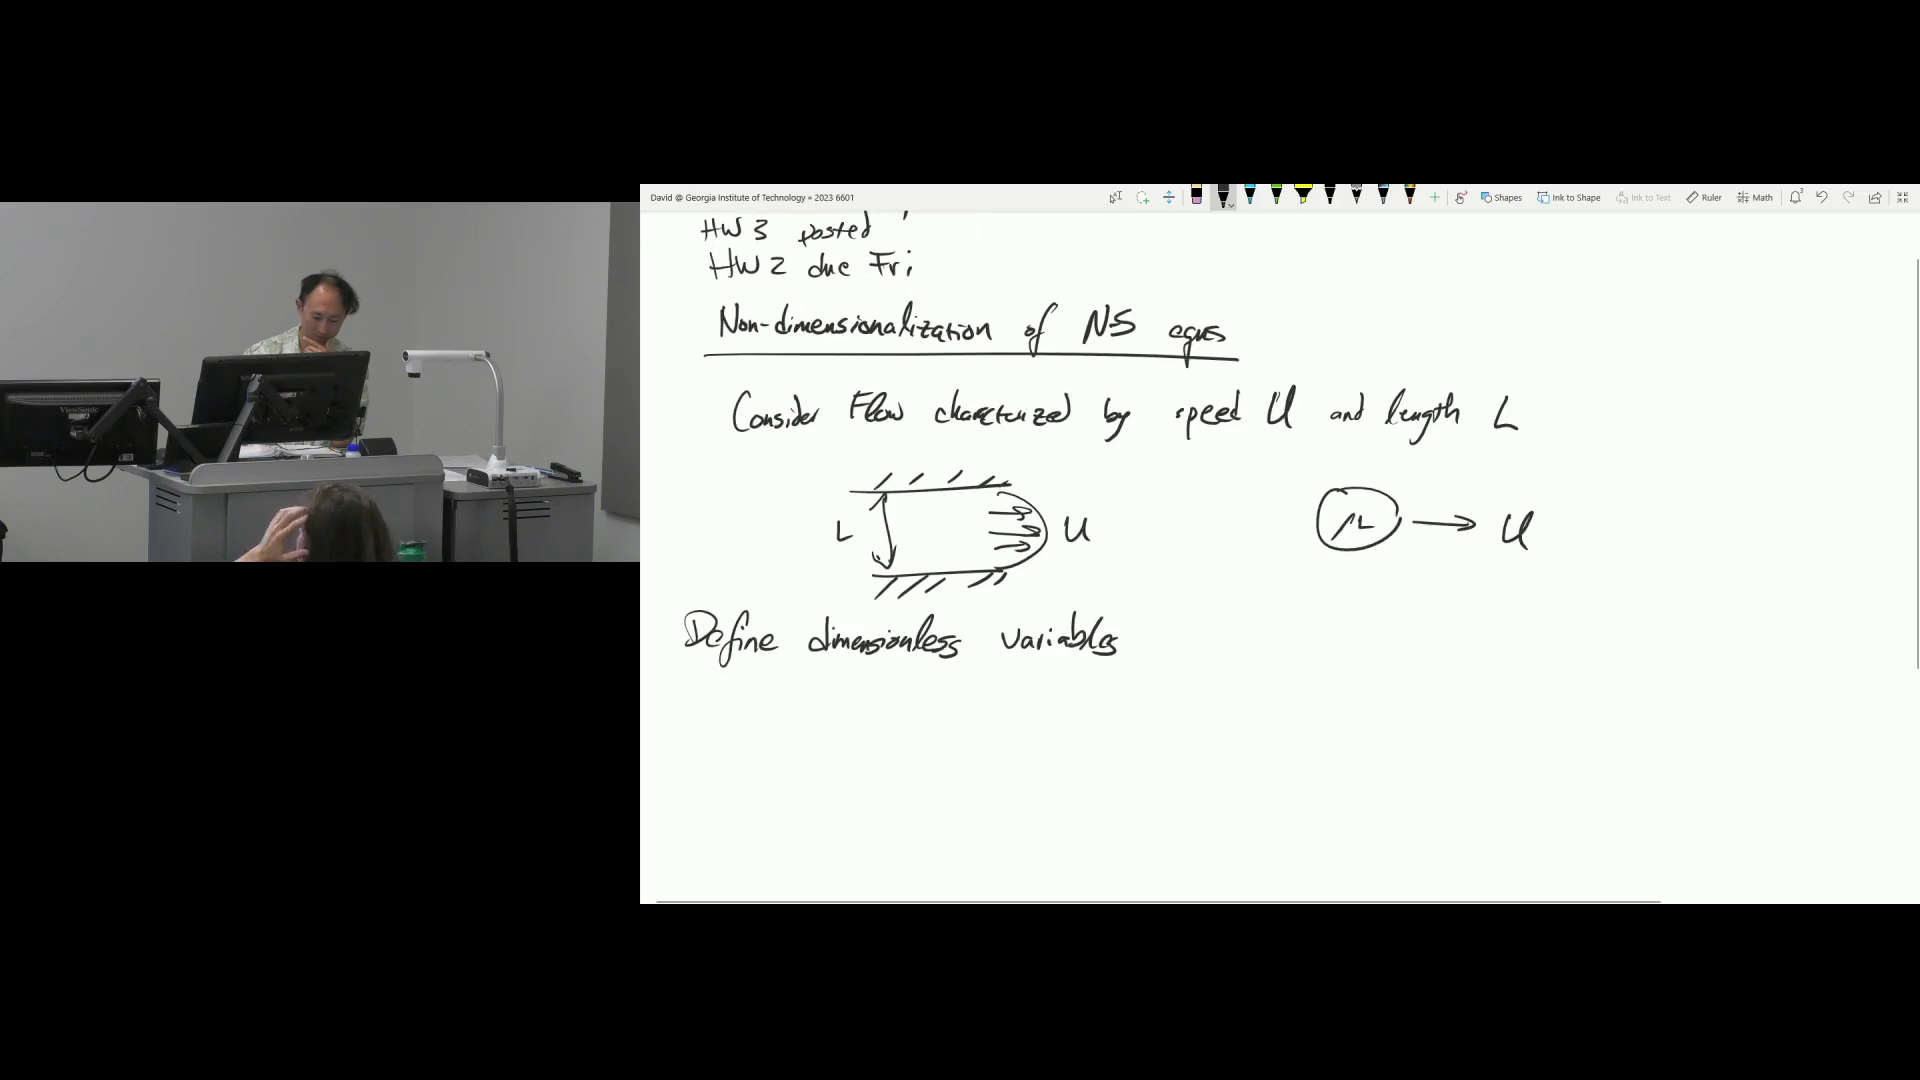 David @ Georgia Institute of Technology » 2023 6601
Shapes Ink to Shape Ink to Text Ruler Math
HW 3 posted
HW 2 due Fri
Non-dimensionalization of NS eqns
Consider Flow characterized by speed U and length L
L U
L → U
Define dimensionless variables
ViewSonic